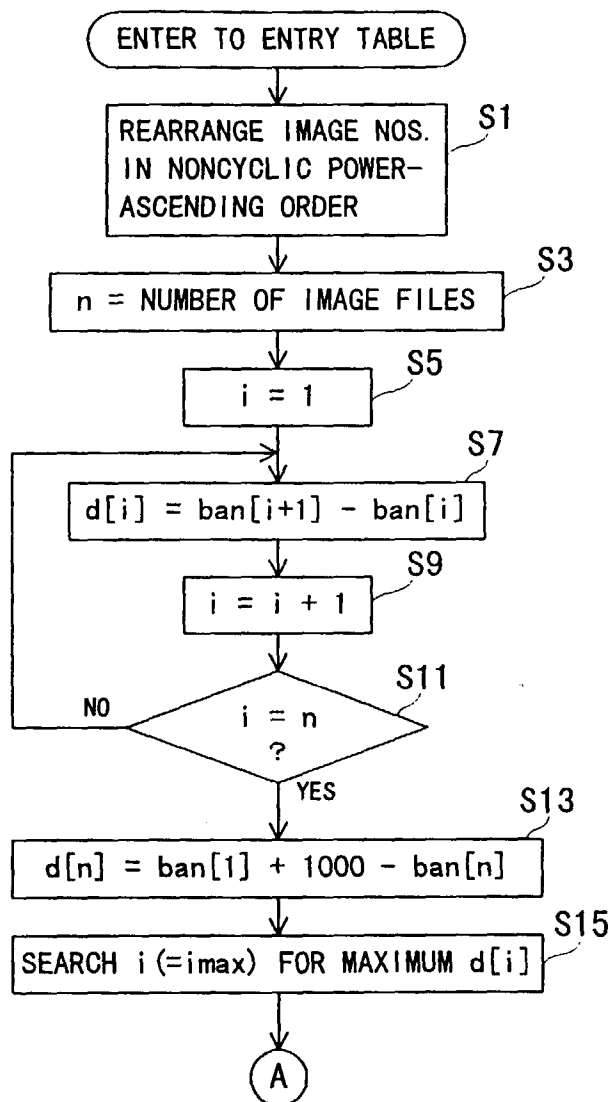 ENTER TO ENTRY TABLE
REARRANGE IMAGE NOS.
IN NONCYCLIC POWER-
ASCENDING ORDER
S1
n = NUMBER OF IMAGE FILES
S3
i = 1
S5
d[i] = ban[i+1] - ban[i]
S7
i = i + 1
S9
i = n
?
S11
NO
YES
d[n] = ban[1] + 1000 - ban[n]
S13
SEARCH i(=imax) FOR MAXIMUM d[i]
S15
A